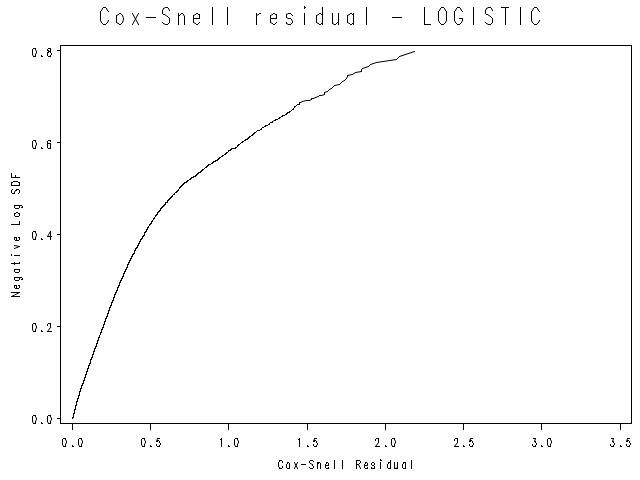 Cox-Snell residual - LOGISTIC
0.8
0.6
0.4
0.2
0.0
Negative Log SDF
0.0 0.5 1.0 1.5 2.0 2.5 3.0 3.5
Cox-Snell Residual